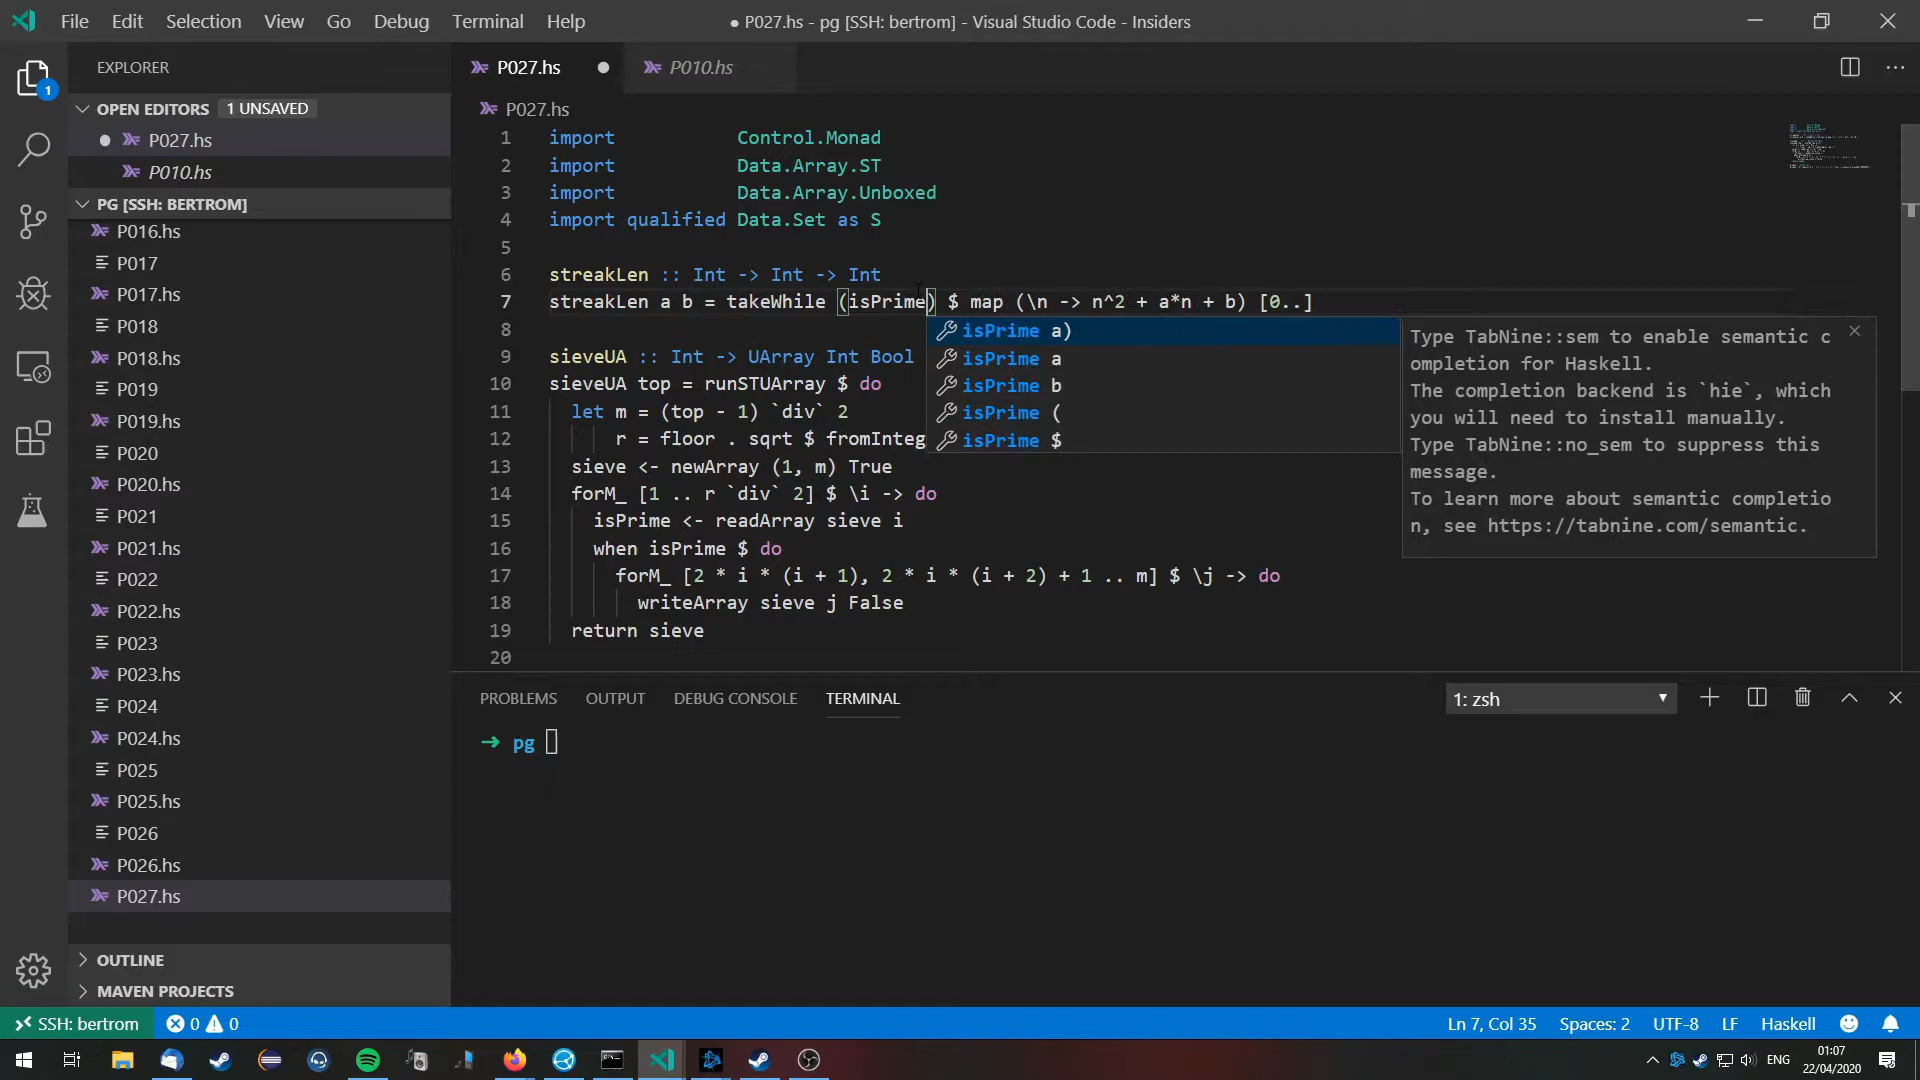 File Edit Selection View Go Debug Terminal Help
● P027.hs - pg [SSH: bertrom] - Visual Studio Code - Insiders
1
EXPLORER
OPEN EDITORS 1 UNSAVED
P027.hs
P010.hs
PG [SSH: BERTROM]
P016.hs
P017
P017.hs
P018
P018.hs
P019
P019.hs
P020
P020.hs
P021
P021.hs
P022
P022.hs
P023
P023.hs
P024
P024.hs
P025
P025.hs
P026
P026.hs
P027.hs
OUTLINE
MAVEN PROJECTS
P027.hs P010.hs
P027.hs
1 import Control.Monad
2 import Data.Array.ST
3 import Data.Array.Unboxed
4 import qualified Data.Set as S
5
6 streakLen :: Int -> Int -> Int
7 streakLen a b = takeWhile (isPrime) $ map (\n -> n^2 + a*n + b) [0..]
8
9 sieveUA :: Int -> UArray Int Bool
10 sieveUA top = runSTUArray $ do
11 let m = (top - 1) `div` 2
12 r = floor . sqrt $ fromInteg
13 sieve <- newArray (1, m) True
14 forM_ [1 .. r `div` 2] $ \i -> do
15 isPrime <- readArray sieve i
16 when isPrime $ do
17 forM_ [2 * i * (i + 1), 2 * i * (i + 2) + 1 .. m] $ \j -> do
18 writeArray sieve j False
19 return sieve
20
isPrime a)
isPrime a
isPrime b
isPrime (
isPrime $
Type TabNine::sem to enable semantic c
ompletion for Haskell.
The completion backend is `hie`, which
you will need to install manually.
Type TabNine::no_sem to suppress this
message.
To learn more about semantic completio
n, see https://tabnine.com/semantic.
PROBLEMS OUTPUT DEBUG CONSOLE TERMINAL
1: zsh
➜ pg
SSH: bertrom 0 0
Ln 7, Col 35 Spaces: 2 UTF-8 LF Haskell
ENG
01:07
22/04/2020